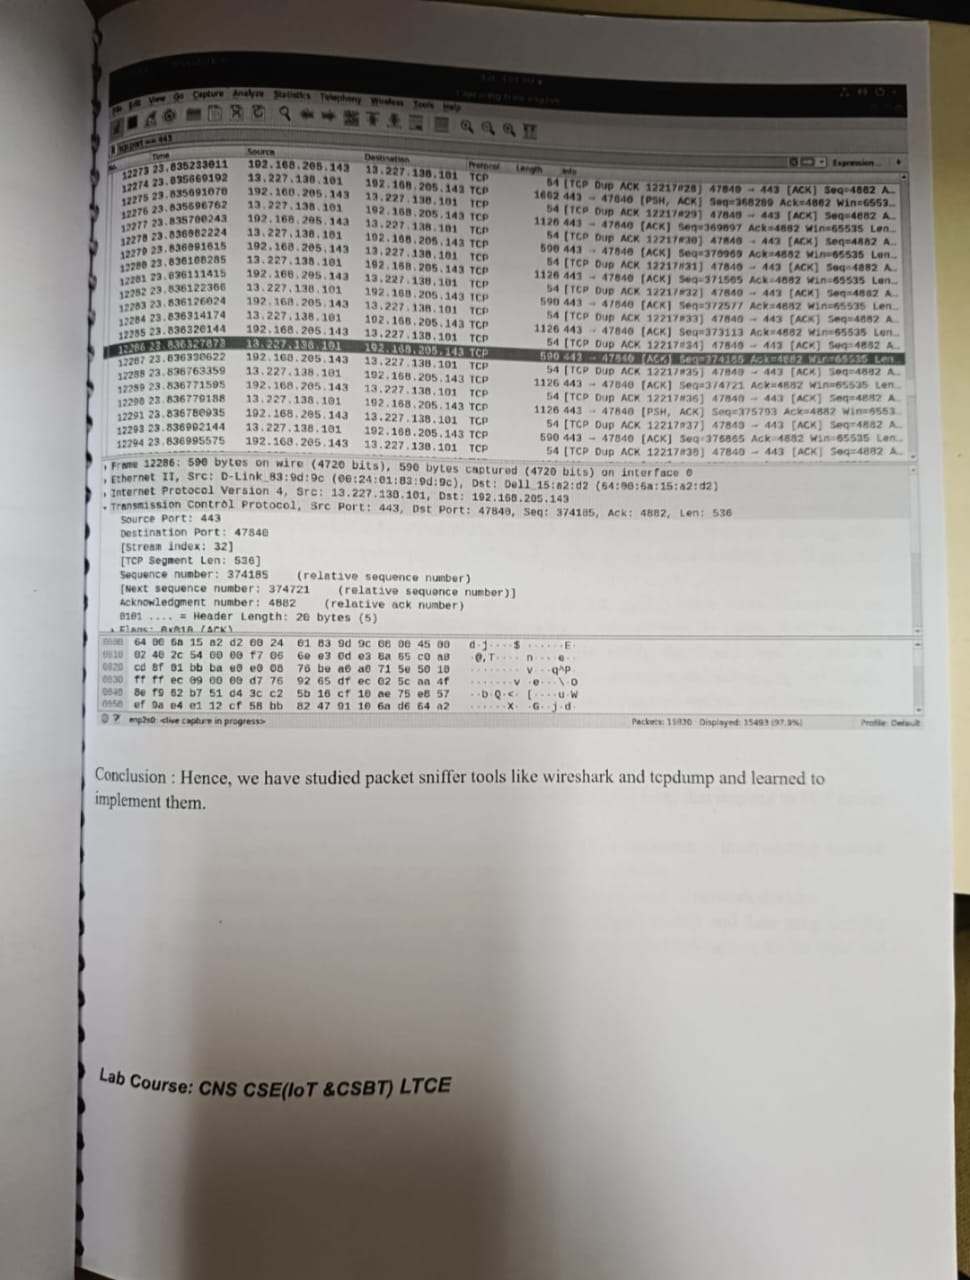 File Edit View Go Capture Analyze Statistics Telephony Wireless Tools Help
tcp.port == 443
Expression...
Time Source Destination Protocol Length Info
12273 23.835233011 192.168.205.143 13.227.138.101 TCP 54 [TCP Dup ACK 12217#28] 47840 → 443 [ACK] Seq=4882 A…
12274 23.835669192 13.227.138.101 192.168.205.143 TCP 1662 443 → 47840 [PSH, ACK] Seq=368289 Ack=4882 Win=6553…
12275 23.835691070 192.168.205.143 13.227.138.101 TCP 54 [TCP Dup ACK 12217#29] 47840 → 443 [ACK] Seq=4882 A…
12276 23.835696762 13.227.138.101 192.168.205.143 TCP 1126 443 → 47840 [ACK] Seq=369897 Ack=4882 Win=65535 Len…
12277 23.835700243 192.168.205.143 13.227.138.101 TCP 54 [TCP Dup ACK 12217#30] 47840 → 443 [ACK] Seq=4882 A…
12278 23.836082224 13.227.138.101 192.168.205.143 TCP 590 443 → 47840 [ACK] Seq=370969 Ack=4882 Win=65535 Len…
12279 23.836091615 192.168.205.143 13.227.138.101 TCP 54 [TCP Dup ACK 12217#31] 47840 → 443 [ACK] Seq=4882 A…
12280 23.836108285 13.227.138.101 192.168.205.143 TCP 1126 443 → 47840 [ACK] Seq=371505 Ack=4882 Win=65535 Len…
12281 23.836111415 192.168.205.143 13.227.138.101 TCP 54 [TCP Dup ACK 12217#32] 47840 → 443 [ACK] Seq=4882 A…
12282 23.836122366 13.227.138.101 192.168.205.143 TCP 590 443 → 47840 [ACK] Seq=372577 Ack=4882 Win=65535 Len…
12283 23.836126024 192.168.205.143 13.227.138.101 TCP 54 [TCP Dup ACK 12217#33] 47840 → 443 [ACK] Seq=4882 A…
12284 23.836314174 13.227.138.101 192.168.205.143 TCP 1126 443 → 47840 [ACK] Seq=373113 Ack=4882 Win=65535 Len…
12285 23.836320144 192.168.205.143 13.227.138.101 TCP 54 [TCP Dup ACK 12217#34] 47840 → 443 [ACK] Seq=4882 A…
12286 23.836327873 13.227.138.101 192.168.205.143 TCP 590 443 → 47840 [ACK] Seq=374185 Ack=4882 Win=65535 Len…
12287 23.836330622 192.168.205.143 13.227.138.101 TCP 54 [TCP Dup ACK 12217#35] 47840 → 443 [ACK] Seq=4882 A…
12288 23.836763359 13.227.138.101 192.168.205.143 TCP 1126 443 → 47840 [ACK] Seq=374721 Ack=4882 Win=65535 Len…
12289 23.836771595 192.168.205.143 13.227.138.101 TCP 54 [TCP Dup ACK 12217#36] 47840 → 443 [ACK] Seq=4882 A…
12290 23.836779188 13.227.138.101 192.168.205.143 TCP 1126 443 → 47840 [PSH, ACK] Seq=375793 Ack=4882 Win=6553…
12291 23.836780935 192.168.205.143 13.227.138.101 TCP 54 [TCP Dup ACK 12217#37] 47840 → 443 [ACK] Seq=4882 A…
12293 23.836902144 13.227.138.101 192.168.205.143 TCP 590 443 → 47840 [ACK] Seq=376865 Ack=4882 Win=65535 Len…
12294 23.836995575 192.168.205.143 13.227.138.101 TCP 54 [TCP Dup ACK 12217#38] 47840 → 443 [ACK] Seq=4882 A…
Frame 12286: 590 bytes on wire (4720 bits), 590 bytes captured (4720 bits) on interface 0
Ethernet II, Src: D-Link_83:9d:9c (00:24:01:83:9d:9c), Dst: Dell_15:a2:d2 (64:00:6a:15:a2:d2)
Internet Protocol Version 4, Src: 13.227.138.101, Dst: 192.168.205.143
Transmission Control Protocol, Src Port: 443, Dst Port: 47840, Seq: 374185, Ack: 4882, Len: 536
Source Port: 443
Destination Port: 47840
[Stream index: 32]
[TCP Segment Len: 536]
Sequence number: 374185 (relative sequence number)
[Next sequence number: 374721 (relative sequence number)]
Acknowledgment number: 4882 (relative ack number)
0101 .... = Header Length: 20 bytes (5)
Flags: 0x010 (ACK)
0000 64 00 6a 15 a2 d2 00 24 01 83 9d 9c 08 00 45 00 d·j····$ ······E·
0010 02 40 2c 54 00 00 f7 06 6e e3 0d e3 8a 65 c0 a8
0020 cd 8f 01 bb ba e0 e0 08 76 be a0 a0 71 5e 50 10
0030 ff ff ec 09 00 00 d7 76 92 65 df ec 02 5c aa 4f
0040 8e f9 62 b7 51 d4 3c c2 5b 16 cf 10 ae 75 e8 57
0050 ef 9a e4 e1 12 cf 58 bb 82 47 91 10 6a d6 64 a2
enp2s0: <live capture in progress> Packets: 15830 · Displayed: 15493 (97.9%) Profile: Default
Conclusion : Hence, we have studied packet sniffer tools like wireshark and tcpdump and learned to
implement them.
Lab Course: CNS CSE(IoT &CSBT) LTCE